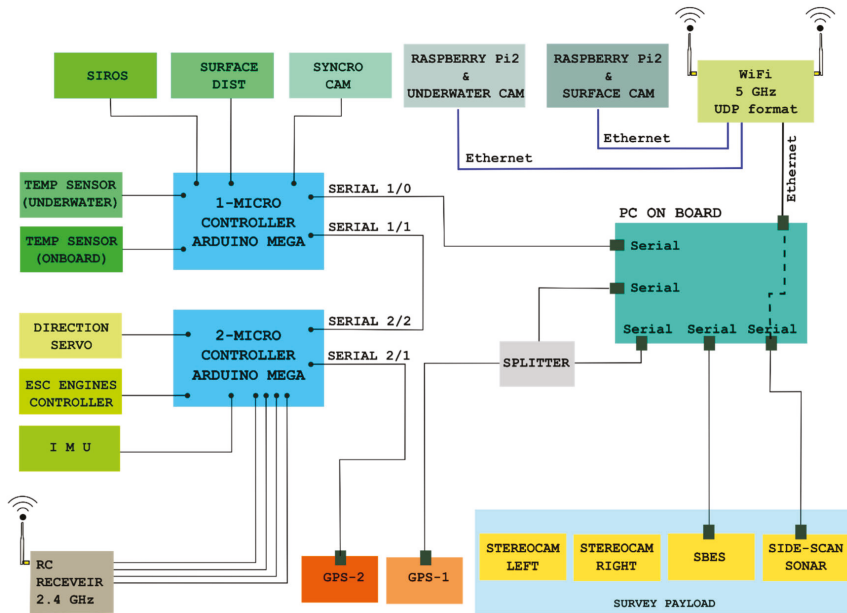 SIROS
SURFACE
DIST
SYNCRO
CAM
RASPBERRY Pi2
&
UNDERWATER CAM
RASPBERRY Pi2
&
SURFACE CAM
WiFi
5 GHz
UDP format
Ethernet
Ethernet
Ethernet
TEMP SENSOR
(UNDERWATER)
TEMP SENSOR
(ONBOARD)
1-MICRO
CONTROLLER
ARDUINO MEGA
SERIAL 1/0
SERIAL 1/1
PC ON BOARD
Serial
Serial
Serial
Serial
Serial
DIRECTION
SERVO
ESC ENGINES
CONTROLLER
I M U
2-MICRO
CONTROLLER
ARDUINO MEGA
SERIAL 2/2
SERIAL 2/1
SPLITTER
RC
RECEVEIR
2.4 GHz
GPS-2
GPS-1
STEREOCAM
LEFT
STEREOCAM
RIGHT
SBES
SIDE-SCAN
SONAR
SURVEY PAYLOAD